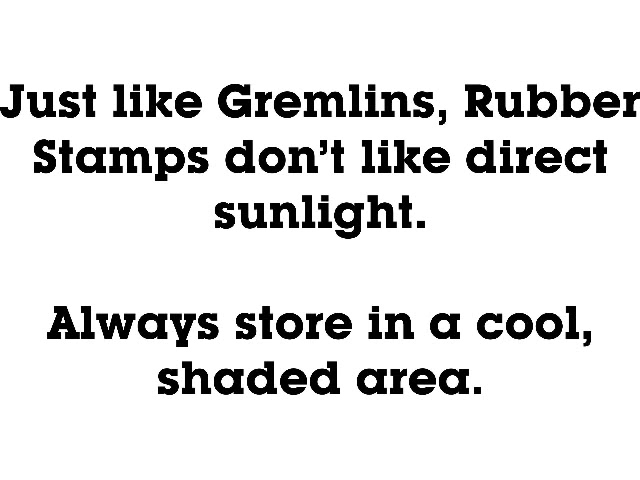 Just like Gremlins, Rubber
Stamps don’t like direct
sunlight.
Always store in a cool,
shaded area.